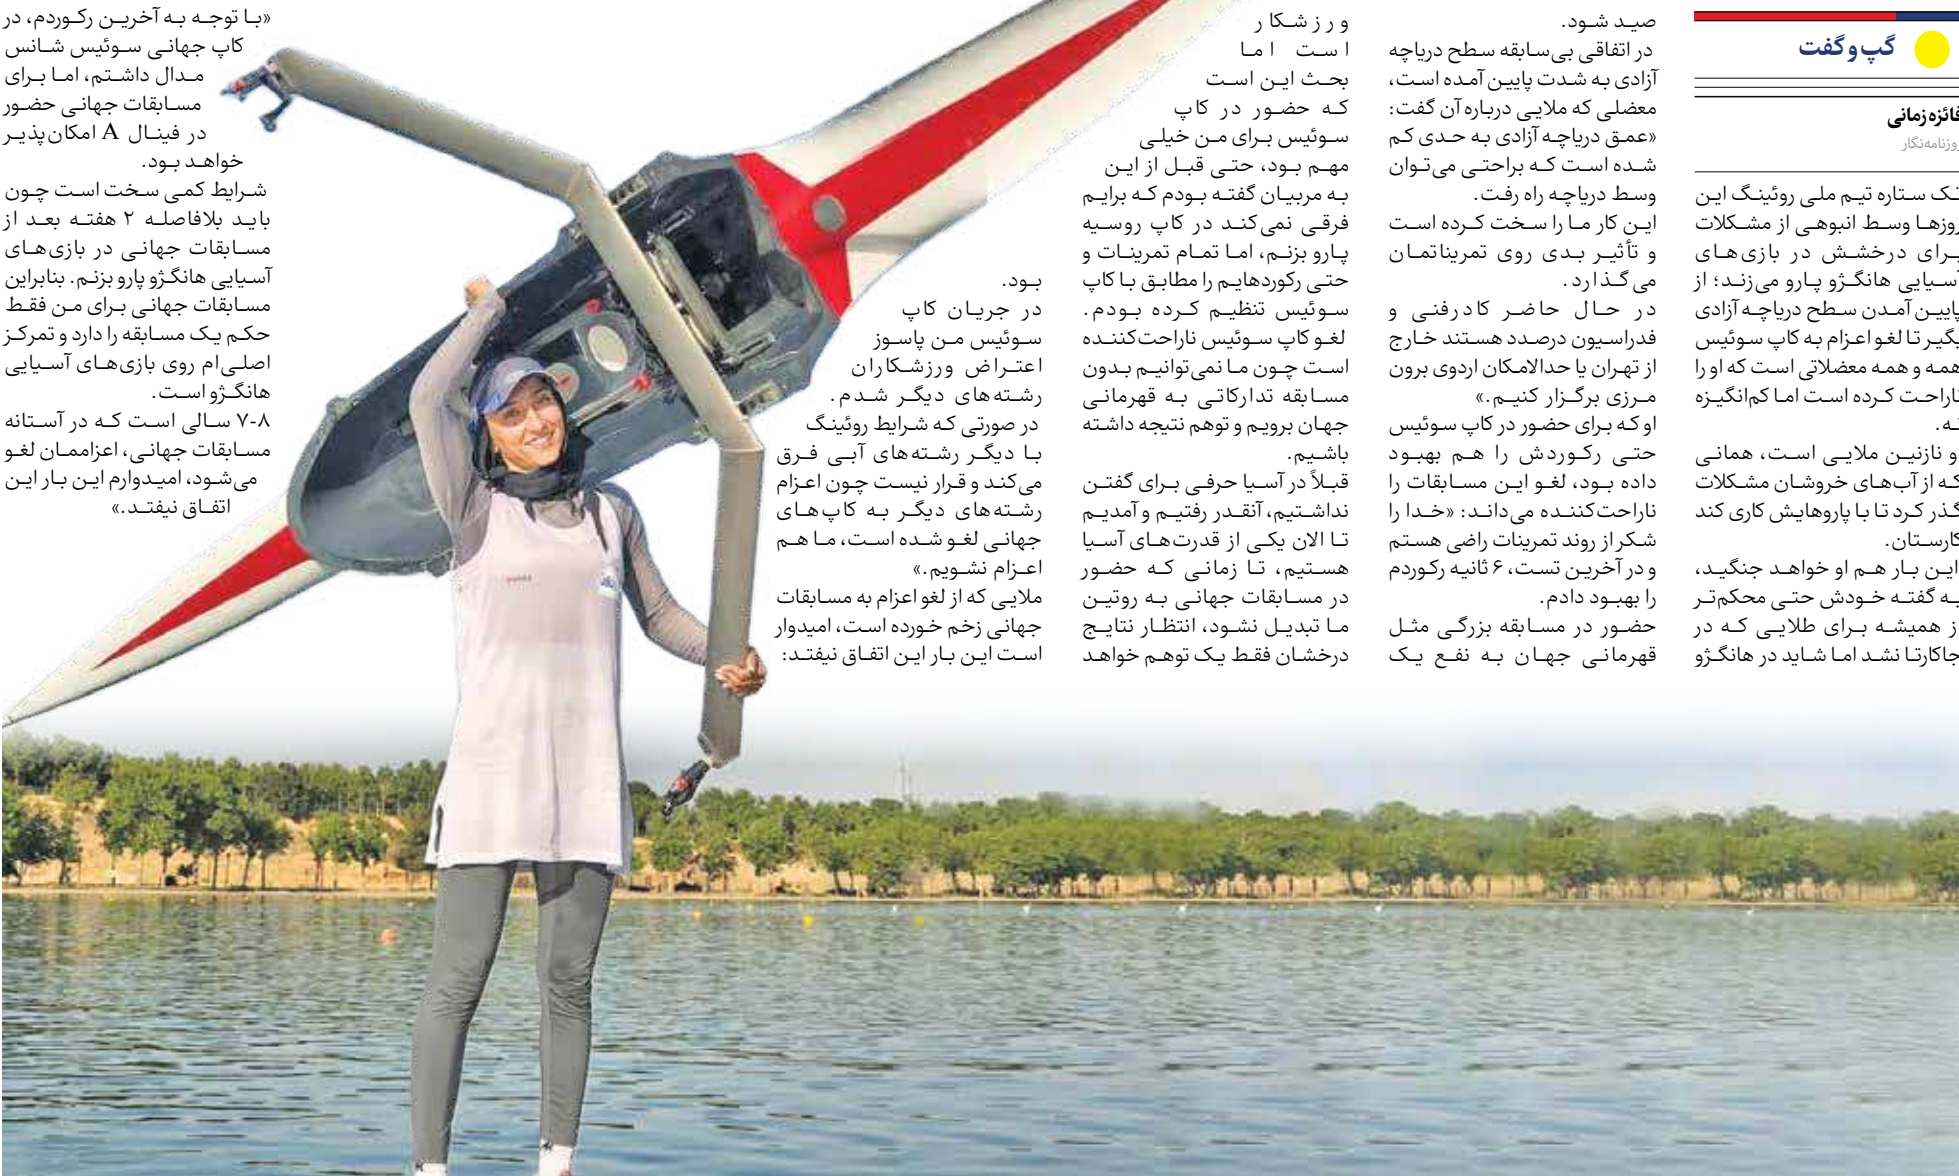 گپ‌و‌گفت
فائزه زمانی
روزنامه‌نگار
تک ستاره تیم ملی روئینگ این
روزها وسط انبوهی از مشکلات
برای درخشش در بازی‌های
آسیایی هانگژو پارو می‌زند؛ از
پایین آمدن سطح دریاچه آزادی
بگیر تا لغو اعزام به کاپ سوئیس
همه و همه معضلاتی است که او را
ناراحت کرده است اما کم‌انگیزه
نه.
و نازنین ملایی است، همانی
که از آب‌های خروشان مشکلات
گذر کرد تا با پاروهایش کاری کند
کارستان.
این بار هم او خواهد جنگید،
به گفته خودش حتی محکم‌تر
از همیشه برای طلایی که در
جاکارتا نشد اما شاید در هانگژو
صید شود.
در اتفاقی بی‌سابقه سطح دریاچه
آزادی به شدت پایین آمده است،
معضلی که ملایی درباره آن گفت:
«عمق دریاچه آزادی به حدی کم
شده است که براحتی می‌توان
وسط دریاچه راه رفت.
این کار ما را سخت کرده است
و تأثیر بدی روی تمریناتمان
می‌گذارد.
در حال حاضر کادرفنی و
فدراسیون درصدد هستند خارج
از تهران یا حدالامکان اردوی برون
مرزی برگزار کنیم.»
او که برای حضور در کاپ سوئیس
حتی رکوردش را هم بهبود
داده بود، لغو این مسابقات را
ناراحت‌کننده می‌داند: «خدا را
شکر از روند تمرینات راضی هستم
و در آخرین تست، ۶ ثانیه رکوردم
را بهبود دادم.
حضور در مسابقه بزرگی مثل
قهرمانی جهان به نفع یک
ورزشکار
است اما
بحث این است
که حضور در کاپ
سوئیس برای من خیلی
مهم بود، حتی قبل از این
به مربیان گفته بودم که برایم
فرقی نمی‌کند در کاپ روسیه
پارو بزنم، اما تمام تمرینات و
حتی رکوردهایم را مطابق با کاپ
سوئیس تنظیم کرده بودم.
لغو کاپ سوئیس ناراحت‌کننده
است چون ما نمی‌توانیم بدون
مسابقه تدارکاتی به قهرمانی
جهان برویم و توهم نتیجه داشته
باشیم.
قبلاً در آسیا حرفی برای گفتن
نداشتیم، آنقدر رفتیم و آمدیم
تا الان یکی از قدرت‌های آسیا
هستیم، تا زمانی که حضور
در مسابقات جهانی به روتین
ما تبدیل نشود، انتظار نتایج
درخشان فقط یک توهم خواهد
بود.
در جریان کاپ
سوئیس من پاسوز
اعتراض ورزشکاران
رشته‌های دیگر شدم.
در صورتی که شرایط روئینگ
با دیگر رشته‌های آبی فرق
می‌کند و قرار نیست چون اعزام
رشته‌های دیگر به کاپ‌های
جهانی لغو شده است، ما هم
اعزام نشویم.»
ملایی که از لغو اعزام به مسابقات
جهانی زخم خورده است، امیدوار
است این بار این اتفاق نیفتد:
«با توجه به آخرین رکوردم، در
کاپ جهانی سوئیس شانس
مدال داشتم، اما برای
مسابقات جهانی حضور
در فینال A امکان‌پذیر
خواهد بود.
شرایط کمی سخت است چون
باید بلافاصله ۲ هفته بعد از
مسابقات جهانی در بازی‌های
آسیایی هانگژو پارو بزنم. بنابراین
مسابقات جهانی برای من فقط
حکم یک مسابقه را دارد و تمرکز
اصلی‌ام روی بازی‌های آسیایی
هانگژو است.
۷-۸ سالی است که در آستانه
مسابقات جهانی، اعزاممان لغو
می‌شود، امیدوارم این بار این
اتفاق نیفتد.»